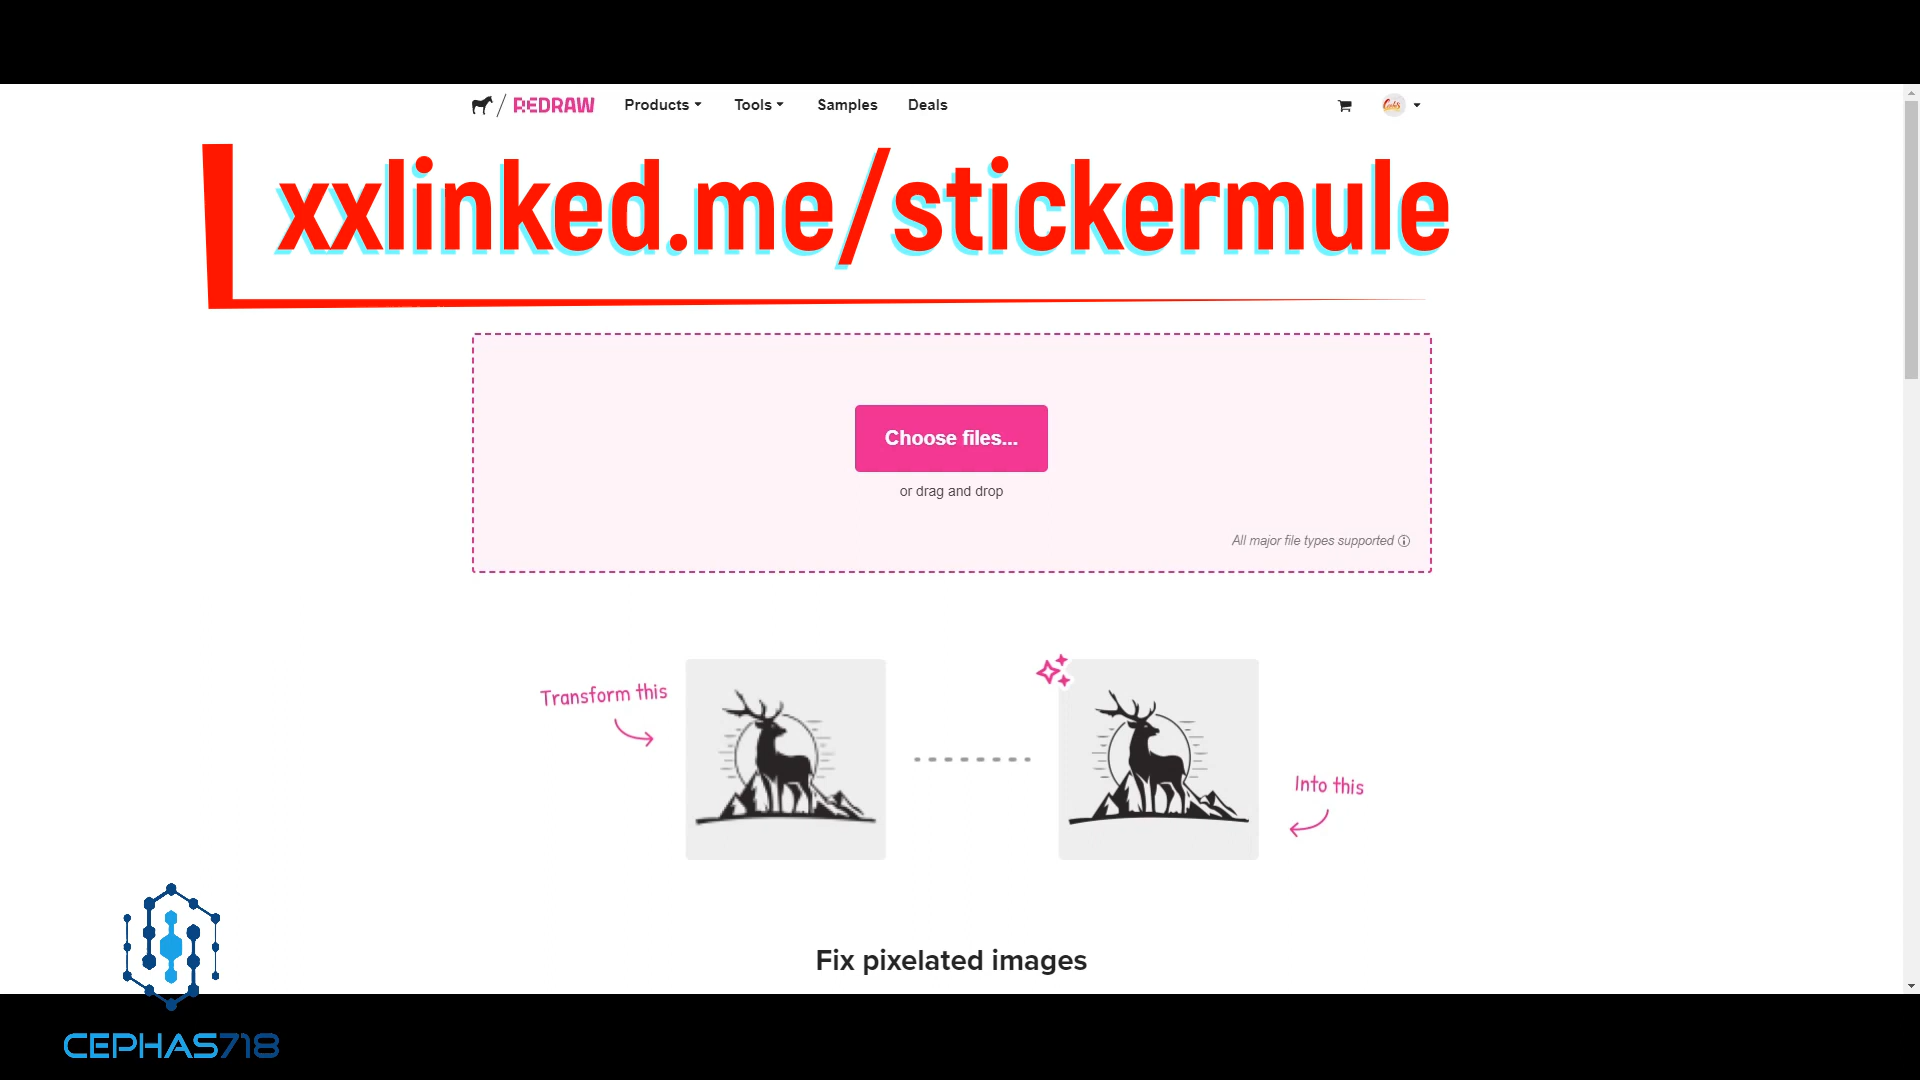 REDRAW Products Tools Samples Deals
xxlinked.me/stickermule
Choose files...
or drag and drop
All major file types supported
Transform this
Into this
Fix pixelated images
CEPHAS718